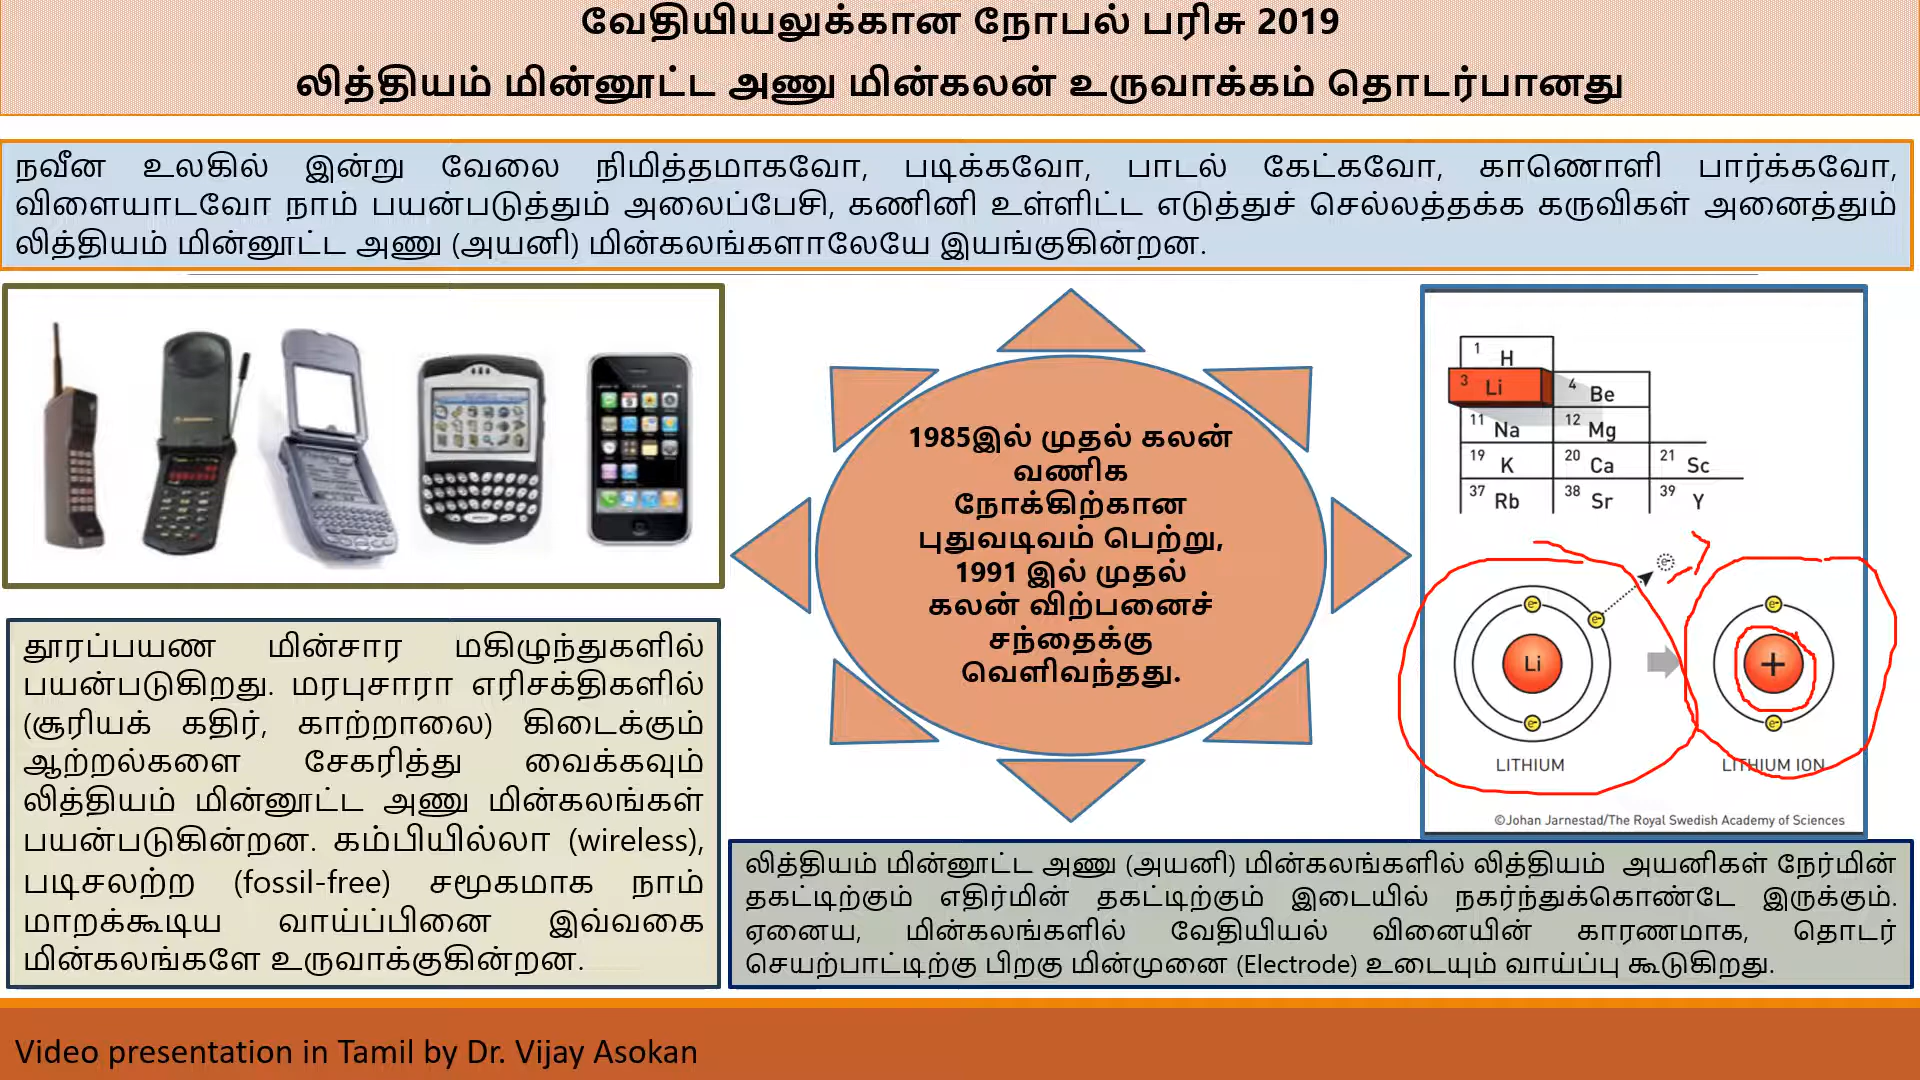 வேதியியலுக்கான நோபல் பரிசு 2019
லித்தியம் மின்னூட்ட அணு மின்கலன் உருவாக்கம் தொடர்பானது
நவீன உலகில் இன்று வேலை நிமித்தமாகவோ, படிக்கவோ, பாடல் கேட்கவோ, காணொளி பார்க்கவோ,
விளையாடவோ நாம் பயன்படுத்தும் அலைப்பேசி, கணினி உள்ளிட்ட எடுத்துச் செல்லத்தக்க கருவிகள் அனைத்தும்
லித்தியம் மின்னூட்ட அணு (அயனி) மின்கலங்களாலேயே இயங்குகின்றன.
1985இல் முதல் கலன்
வணிக
நோக்கிற்கான
புதுவடிவம் பெற்று,
1991 இல் முதல்
கலன் விற்பனைச்
சந்தைக்கு
வெளிவந்தது.
1 H
3 Li 4 Be
11 Na 12 Mg
19 K 20 Ca 21 Sc
37 Rb 38 Sr 39 Y
e-
e- e- e-
Li +
e- e-
LITHIUM LITHIUM ION
©Johan Jarnestad/The Royal Swedish Academy of Sciences
தூரப்பயண மின்சார மகிழுந்துகளில்
பயன்படுகிறது. மரபுசாரா எரிசக்திகளில்
(சூரியக் கதிர், காற்றாலை) கிடைக்கும்
ஆற்றல்களை சேகரித்து வைக்கவும்
லித்தியம் மின்னூட்ட அணு மின்கலங்கள்
பயன்படுகின்றன. கம்பியில்லா (wireless),
படிசலற்ற (fossil-free) சமூகமாக நாம்
மாறக்கூடிய வாய்ப்பினை இவ்வகை
மின்கலங்களே உருவாக்குகின்றன.
லித்தியம் மின்னூட்ட அணு (அயனி) மின்கலங்களில் லித்தியம் அயனிகள் நேர்மின்
தகட்டிற்கும் எதிர்மின் தகட்டிற்கும் இடையில் நகர்ந்துக்கொண்டே இருக்கும்.
ஏனைய, மின்கலங்களில் வேதியியல் வினையின் காரணமாக, தொடர்
செயற்பாட்டிற்கு பிறகு மின்முனை (Electrode) உடையும் வாய்ப்பு கூடுகிறது.
Video presentation in Tamil by Dr. Vijay Asokan